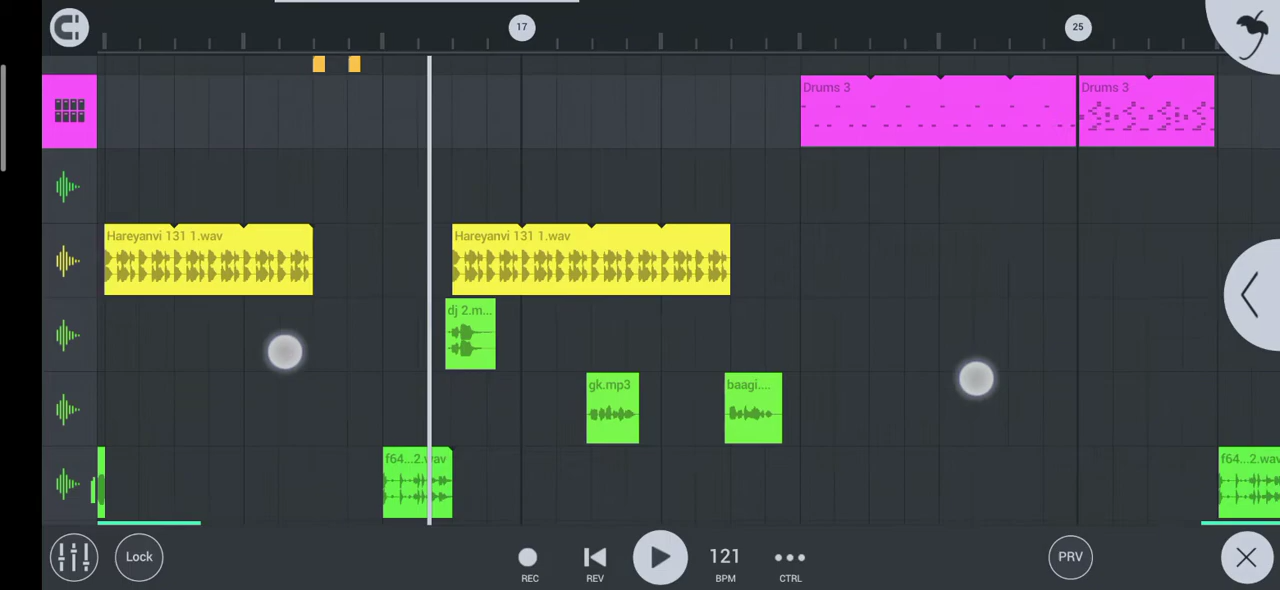 17
25
Drums 3
Drums 3
Hareyanvi 131 1.wav
Hareyanvi 131 1.wav
dj 2.m...
gk.mp3
baagi....
f64...2.wav
f64...2.wav
Lock
REC
REV
121
BPM
CTRL
PRV